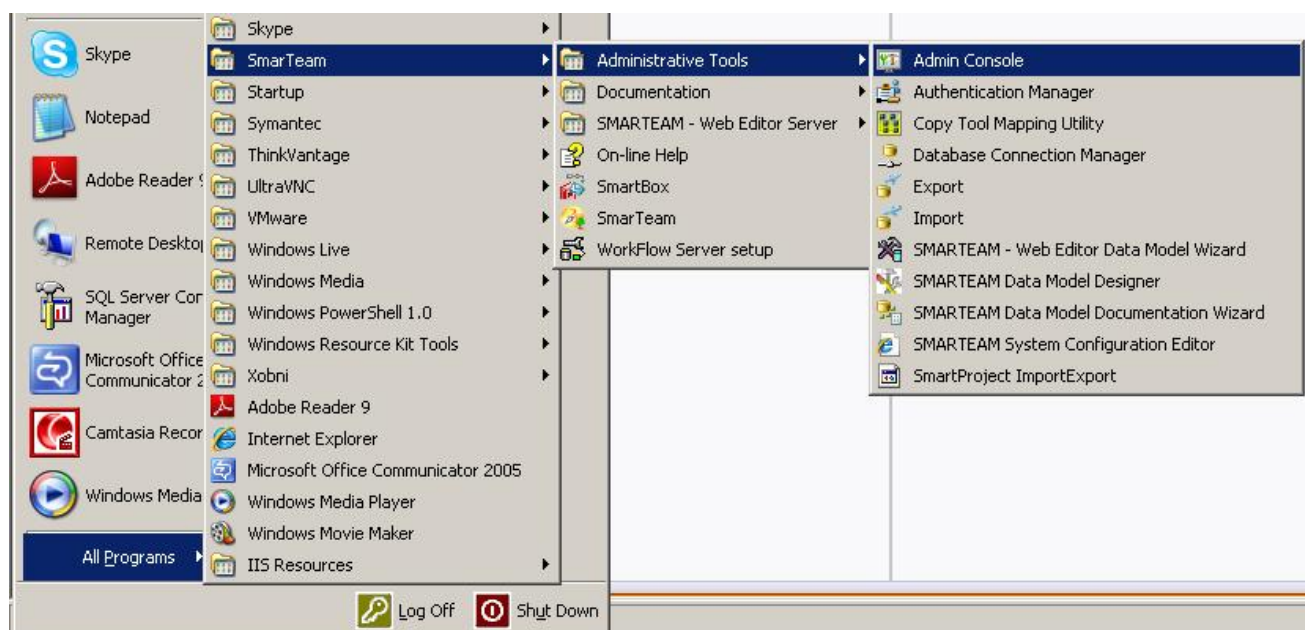 Skype
Notepad
Adobe Reader 9
Remote Desktop
SQL Server Cor
Manager
Microsoft Office
Communicator 2
Camtasia Recor
Windows Media
All Programs
Skype
SmarTeam
Startup
Symantec
ThinkVantage
UltraVNC
VMware
Windows Live
Windows Media
Windows PowerShell 1.0
Windows Resource Kit Tools
Xobni
Adobe Reader 9
Internet Explorer
Microsoft Office Communicator 2005
Windows Media Player
Windows Movie Maker
IIS Resources
Administrative Tools
Documentation
SMARTEAM - Web Editor Server
On-line Help
SmartBox
SmarTeam
WorkFlow Server setup
Admin Console
Authentication Manager
Copy Tool Mapping Utility
Database Connection Manager
Export
Import
SMARTEAM - Web Editor Data Model Wizard
SMARTEAM Data Model Designer
SMARTEAM Data Model Documentation Wizard
SMARTEAM System Configuration Editor
SmartProject ImportExport
Log Off
Shut Down